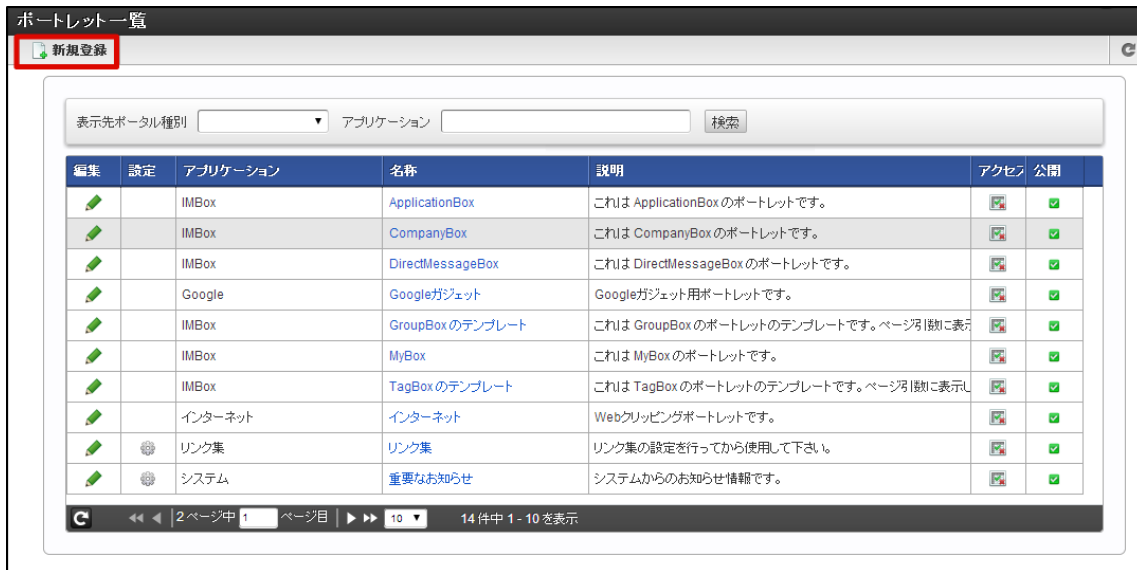 ポートレット一覧
新規登録
表示先ポータル種別 アプリケーション 検索
編集 設定 アプリケーション 名称 説明 アクセス 公開
IMBox ApplicationBox これは ApplicationBox のポートレットです。
IMBox CompanyBox これは CompanyBox のポートレットです。
IMBox DirectMessageBox これは DirectMessageBox のポートレットです。
Google Googleガジェット Googleガジェット用ポートレットです。
IMBox GroupBox のテンプレート これは GroupBox のポートレットのテンプレートです。ページ引数に表示
IMBox MyBox これは MyBox のポートレットです。
IMBox TagBox のテンプレート これは TagBox のポートレットのテンプレートです。ページ引数に表示し
インターネット インターネット Webクリッピングポートレットです。
リンク集 リンク集 リンク集の設定を行ってから使用して下さい。
システム 重要なお知らせ システムからのお知らせ情報です。
2ページ中 1 ページ目 10 14件中 1 - 10 を表示